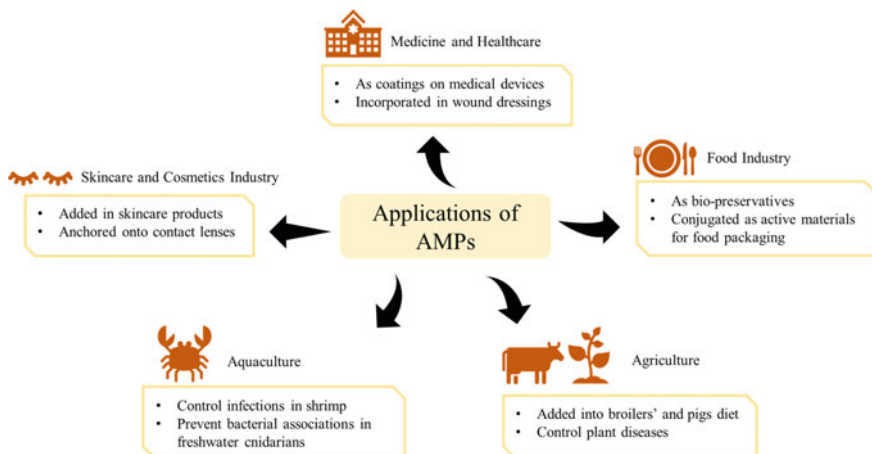 Medicine and Healthcare
• As coatings on medical devices
• Incorporated in wound dressings
Skincare and Cosmetics Industry
• Added in skincare products
• Anchored onto contact lenses
Applications of
AMPs
Food Industry
• As bio-preservatives
• Conjugated as active materials
for food packaging
Aquaculture
• Control infections in shrimp
• Prevent bacterial associations in
freshwater cnidarians
Agriculture
• Added into broilers’ and pigs diet
• Control plant diseases